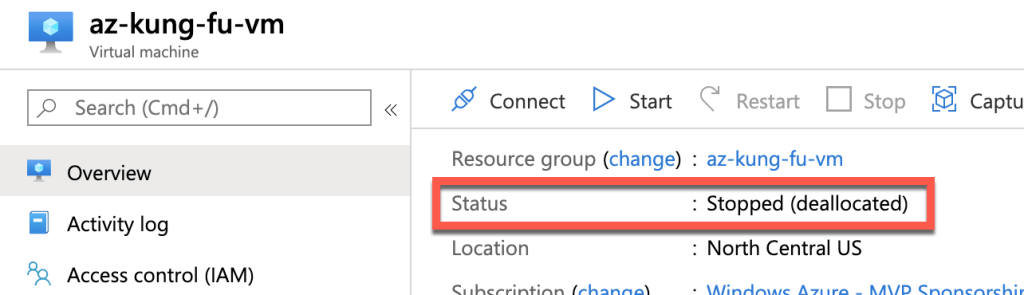 az-kung-fu-vm
Virtual machine
Search (Cmd+/)
«
Connect Start Restart Stop Captu
Overview
Activity log
Access control (IAM)
Resource group (change) : az-kung-fu-vm
Status : Stopped (deallocated)
Location : North Central US
Subscription (change) : Windows Azure - MVP Sponsorship